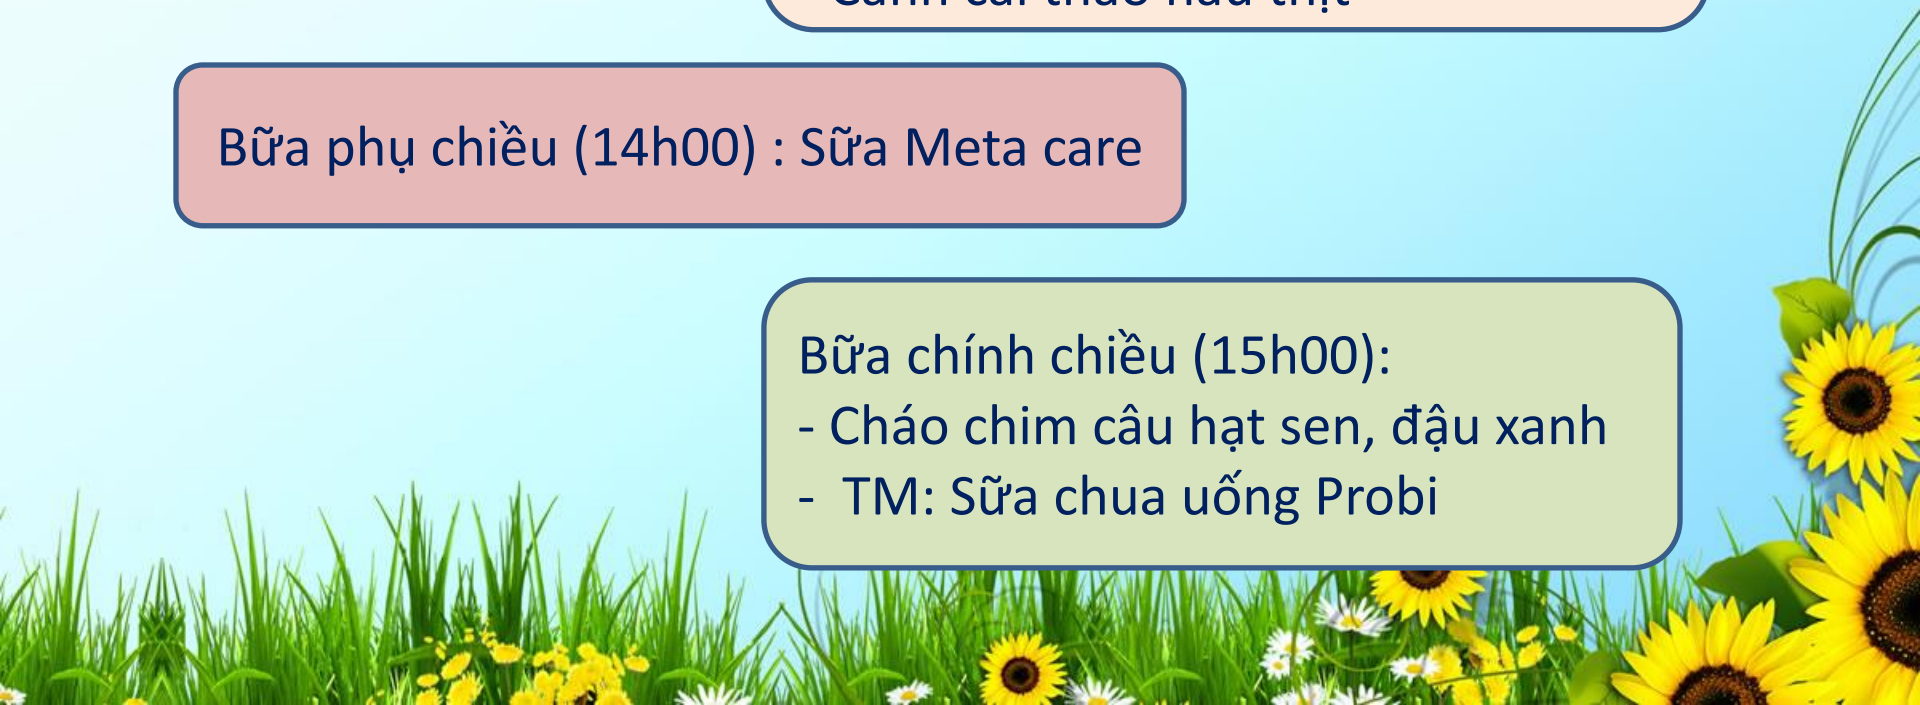 Bữa phụ chiều (14h00) : Sữa Meta care
Bữa chính chiều (15h00):
- Cháo chim câu hạt sen, đậu xanh
- TM: Sữa chua uống Probi